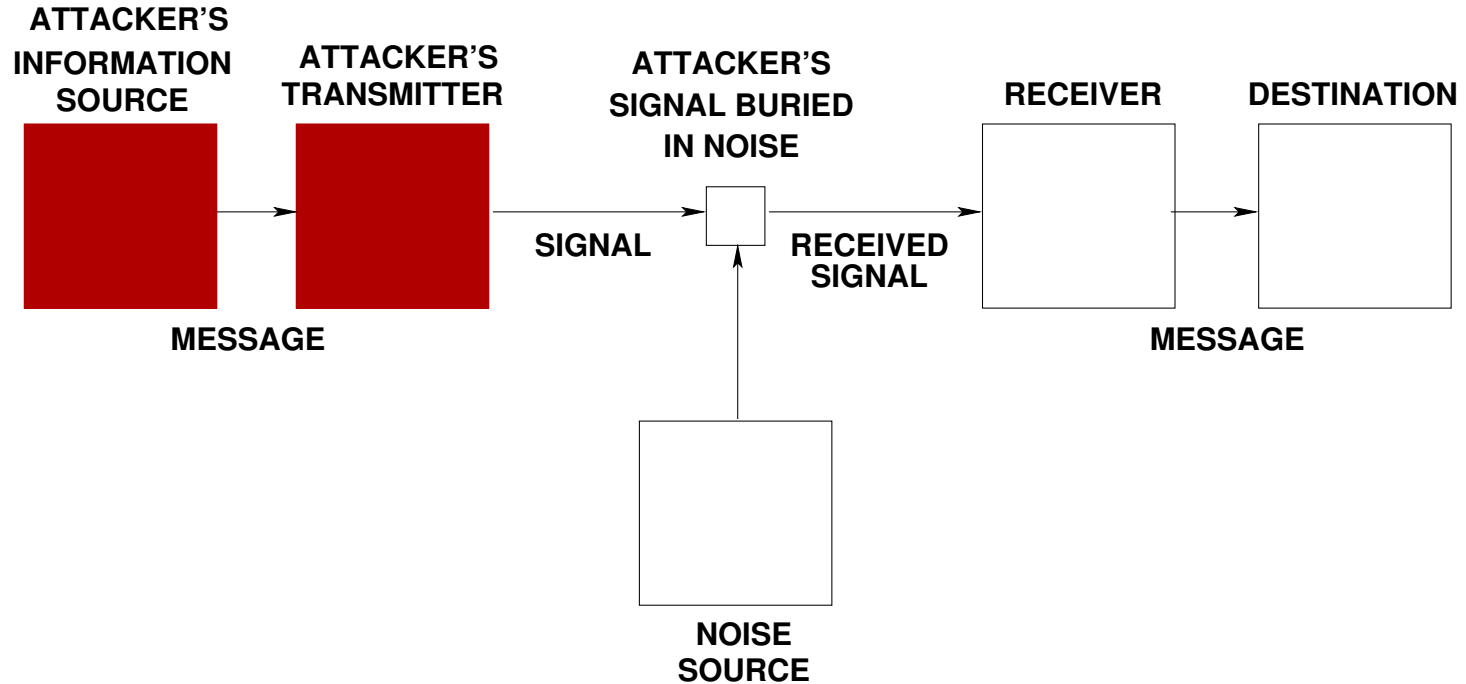 ATTACKER'S
INFORMATION
SOURCE
ATTACKER'S
TRANSMITTER
ATTACKER'S
SIGNAL BURIED
IN NOISE
RECEIVER
DESTINATION
SIGNAL
RECEIVED
SIGNAL
MESSAGE
MESSAGE
NOISE
SOURCE